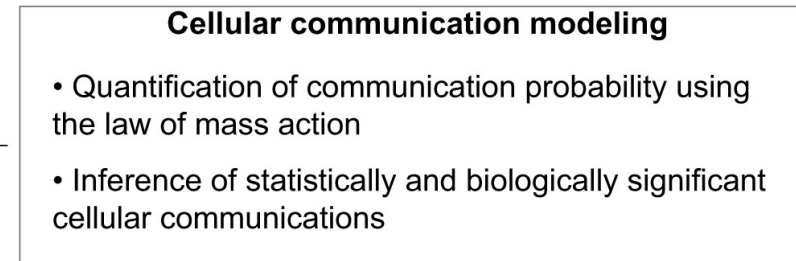 Cellular communication modeling
• Quantification of communication probability using
the law of mass action
• Inference of statistically and biologically significant
cellular communications